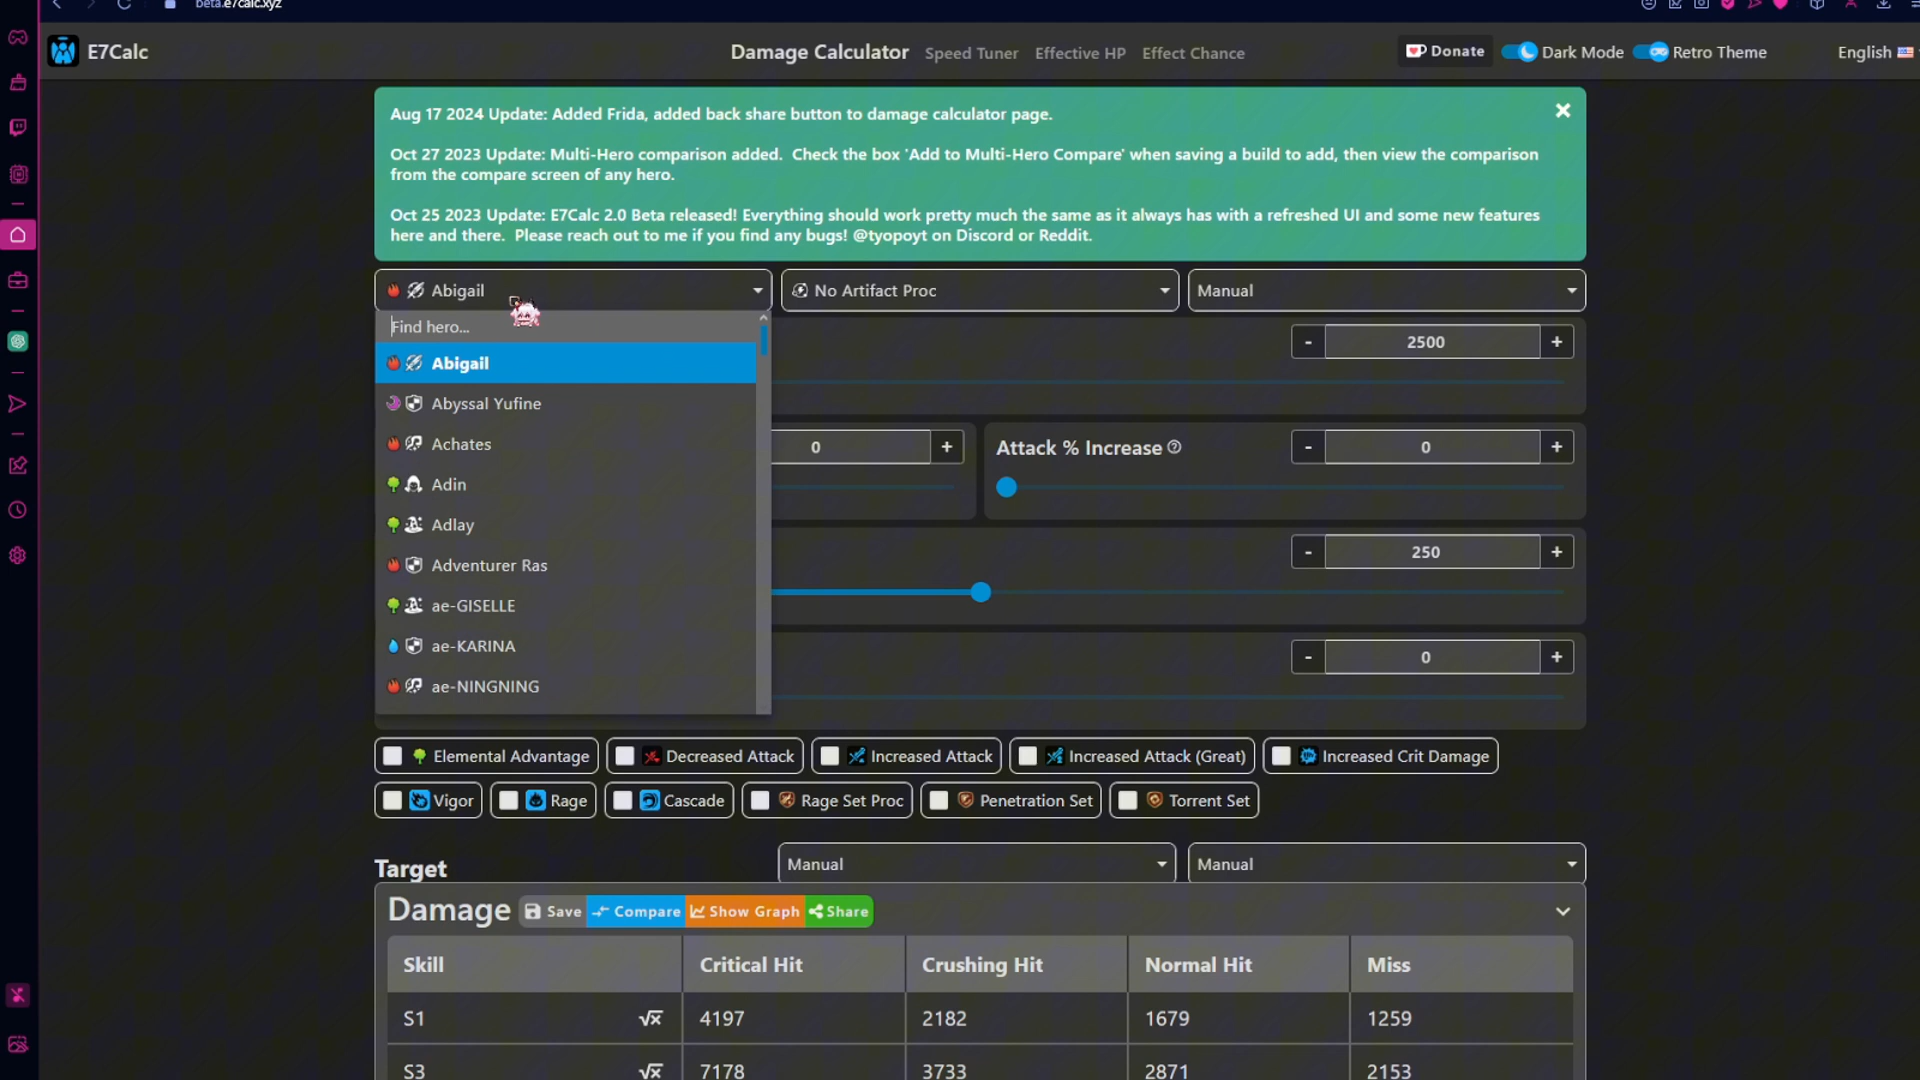 beta.e7calc.xyz
E7Calc
Damage Calculator Speed Tuner Effective HP Effect Chance
Donate Dark Mode Retro Theme English
Aug 17 2024 Update: Added Frida, added back share button to damage calculator page.
Oct 27 2023 Update: Multi-Hero comparison added. Check the box 'Add to Multi-Hero Compare' when saving a build to add, then view the comparison
from the compare screen of any hero.
Oct 25 2023 Update: E7Calc 2.0 Beta released! Everything should work pretty much the same as it always has with a refreshed UI and some new features
here and there. Please reach out to me if you find any bugs! @tyopoyt on Discord or Reddit.
Abigail No Artifact Proc Manual
Find hero...
- 2500 +
Abigail
Abyssal Yufine
Achates
0 + Attack % Increase - 0 +
Adin
Adlay
- 250 +
Adventurer Ras
ae-GISELLE
ae-KARINA
- 0 +
ae-NINGNING
Elemental Advantage Decreased Attack Increased Attack Increased Attack (Great) Increased Crit Damage
Vigor Rage Cascade Rage Set Proc Penetration Set Torrent Set
Target Manual Manual
Damage Save Compare Show Graph Share
Skill Critical Hit Crushing Hit Normal Hit Miss
S1 √x 4197 2182 1679 1259
S3 √x 7178 3733 2871 2153